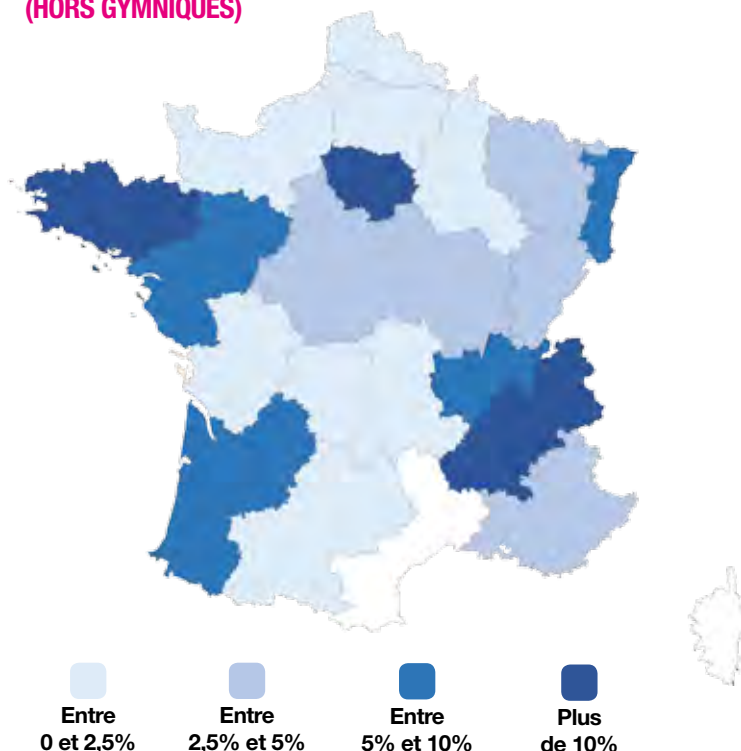 (HORS GYMNIQUES)
Entre
0 et 2,5%
Entre
2,5% et 5%
Entre
5% et 10%
Plus
de 10%